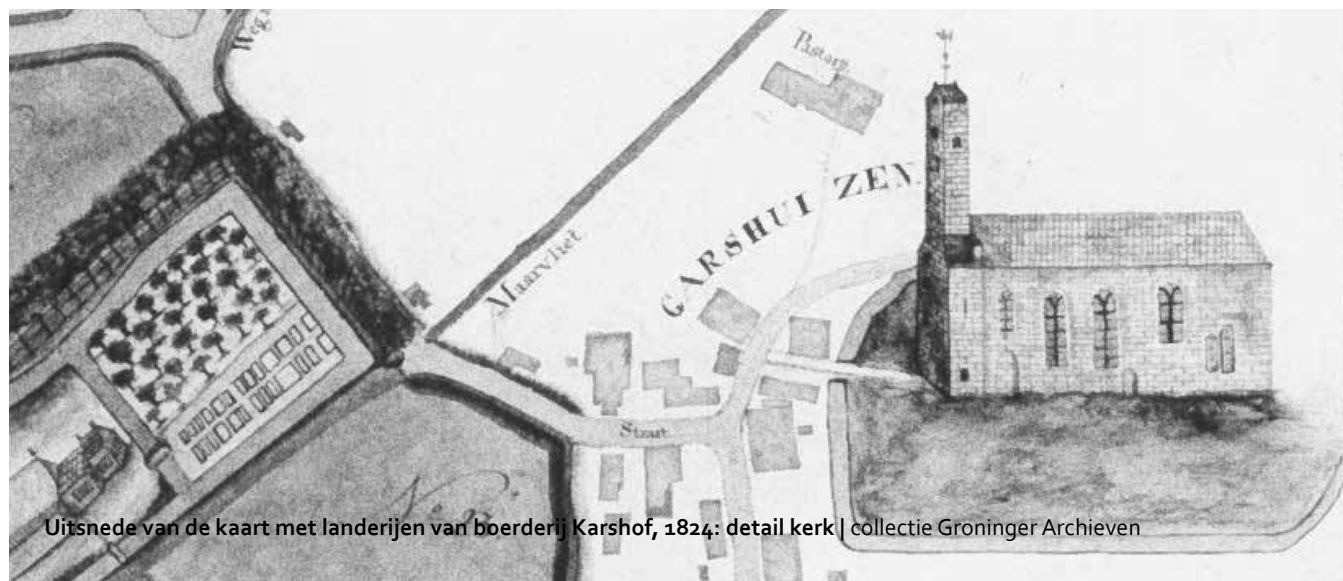 Weg
Pastory
GARSHUIZEN
Maarvliet
Straat
Uitsnede van de kaart met landerijen van boerderij Karshof, 1824: detail kerk | collectie Groninger Archieven